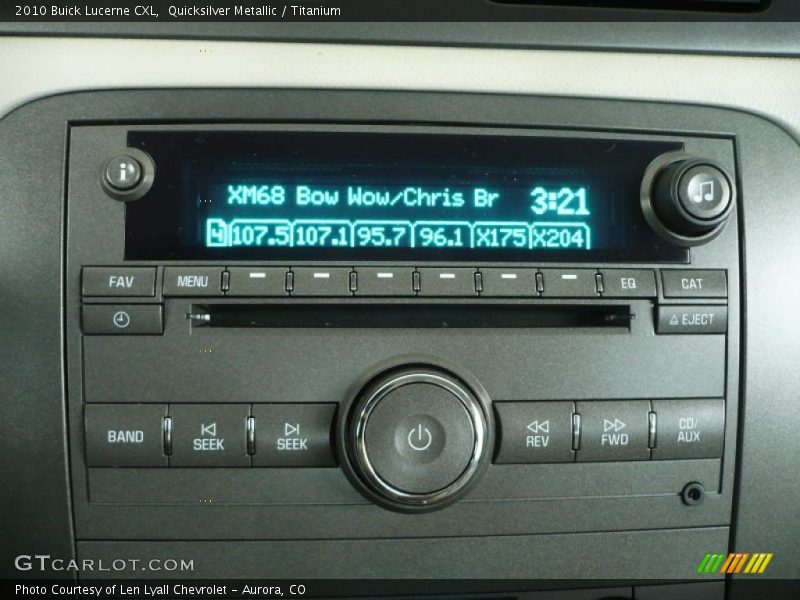 2010 Buick Lucerne CXL,  Quicksilver Metallic / Titanium
i
XM68 Bow Wow/Chris Br 3:21
4 107.5 107.1 95.7 96.1 X175 X204
FAV MENU EQ CAT
EJECT
BAND SEEK SEEK REV FWD CD/
AUX
GTCARLOT.COM
Photo Courtesy of Len Lyall Chevrolet – Aurora, CO